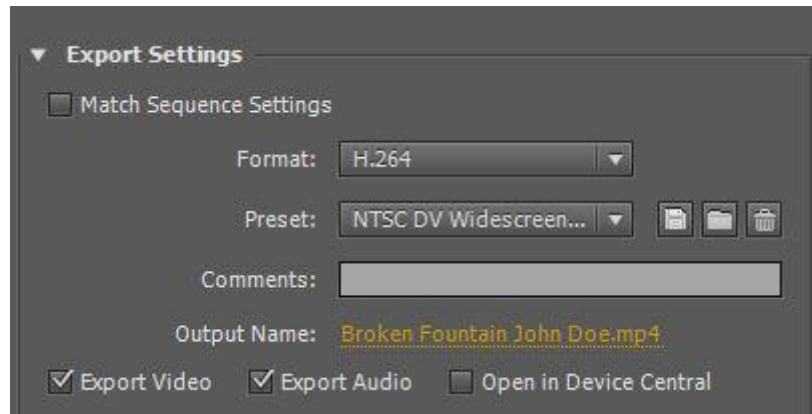 Export Settings
Match Sequence Settings
Format: H.264
Preset: NTSC DV Widescreen...
Comments:
Output Name: Broken Fountain John Doe.mp4
Export Video Export Audio Open in Device Central